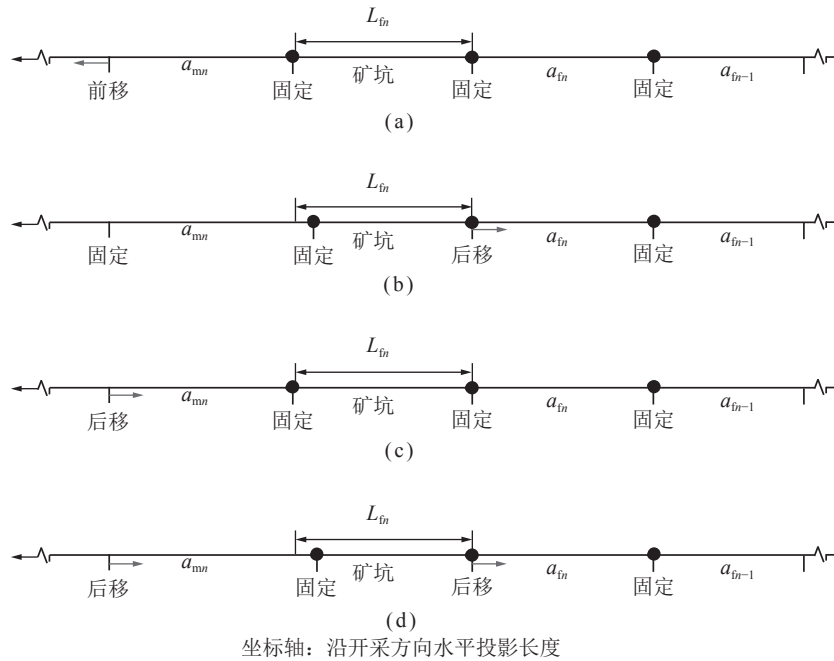 L_fn
a_mn 矿坑 a_fn a_fn−1
前移 固定 固定 固定
(a)
L_fn
a_mn 矿坑 a_fn a_fn−1
固定 固定 后移 固定
(b)
L_fn
a_mn 矿坑 a_fn a_fn−1
后移 固定 固定 固定
(c)
L_fn
a_mn 矿坑 a_fn a_fn−1
后移 固定 后移 固定
(d)
坐标轴：沿开采方向水平投影长度